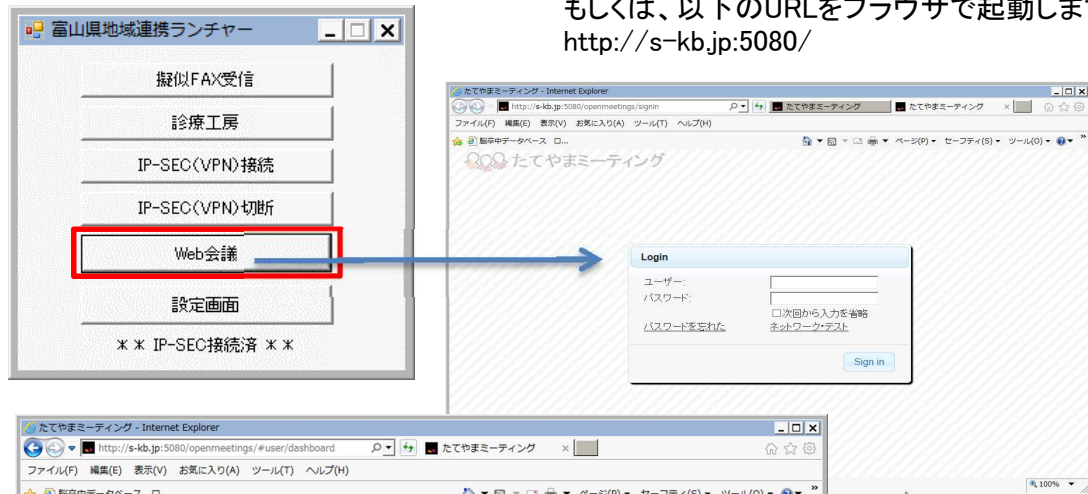 もしくは、以下のURLをブラウザで起動しま
http://s-kb.jp:5080/
富山県地域連携ランチャー
擬似FAX受信
診療工房
IP-SEC(VPN)接続
IP-SEC(VPN)切断
Web会議
設定画面
** IP-SEC接続済 **
たてやまミーティング - Internet Explorer
http://s-kb.jp:5080/openmeetings/signin
たてやまミーティング
たてやまミーティング
ファイル(F) 編集(E) 表示(V) お気に入り(A) ツール(T) ヘルプ(H)
脳卒中データベース ロ...
ページ(P) セーフティ(S) ツール(O)
たてやまミーティング
Login
ユーザー:
パスワード:
次回から入力を省略
パスワードを忘れた ネットワーク・テスト
Sign in
100%
たてやまミーティング - Internet Explorer
http://s-kb.jp:5080/openmeetings/#user/dashboard
たてやまミーティング
ファイル(F) 編集(E) 表示(V) お気に入り(A) ツール(T) ヘルプ(H)